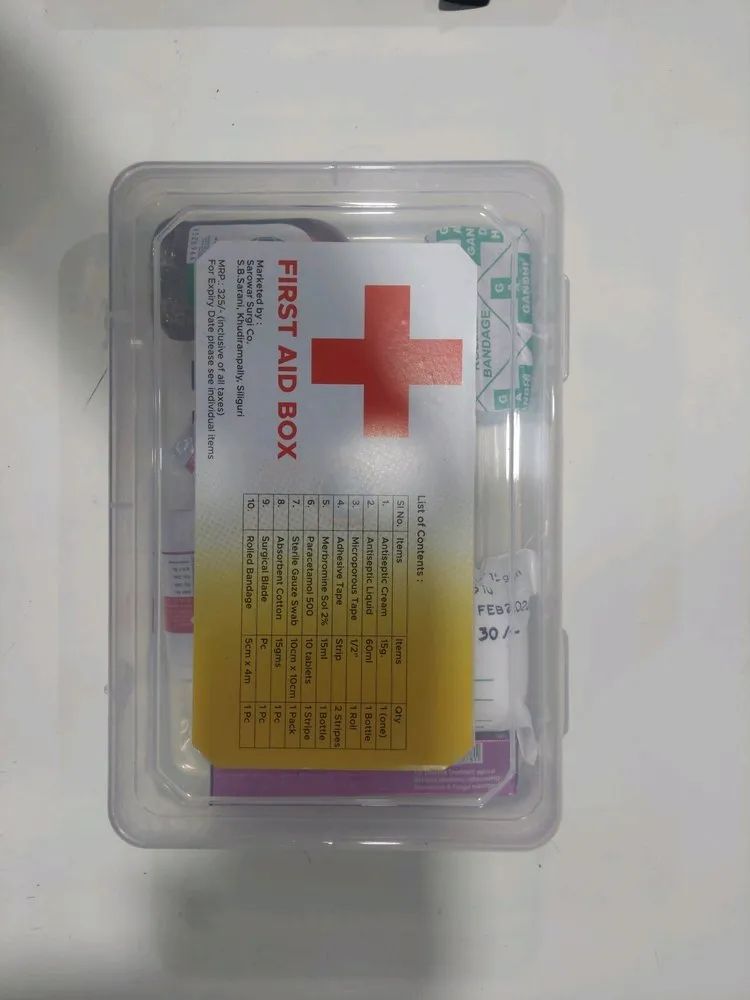 FIRST AID BOX
Marketed by :
Sarowar Surgi Co.
S.B.Sarani, Khudirampally, Siliguri
MRP.: 325/- (inclusive of all taxes)
For Expiry Date please see individual items
List of Contents :
Sl No. Items Items Qty
1. Antiseptic Cream 15g. 1 (one)
2. Antiseptic Liquid 60ml 1 Bottle
3. Microporous Tape 1/2" 1 Roll
4. Adhesive Tape Strip 2 Stripes
5. Merbromine Sol 2% 15ml 1 Bottle
6. Paracetamol 500 10 tablets 1 Stripe
7. Sterile Gauze Swab 10cm x 10cm 1 Pack
8. Absorbent Cotton 15gms 1 Pc
9. Surgical Blade Pc 1 Pc
10. Rolled Bandage 5cm x 4m 1 Pc
GANDHI
BANDAGE
FEB
30/-